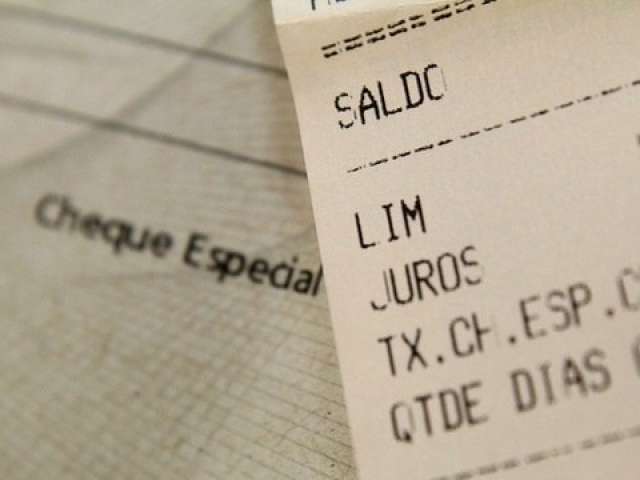 SALDO
LIM
JUROS
TX.CH.ESP.
QTDE DIAS
Cheque Especial